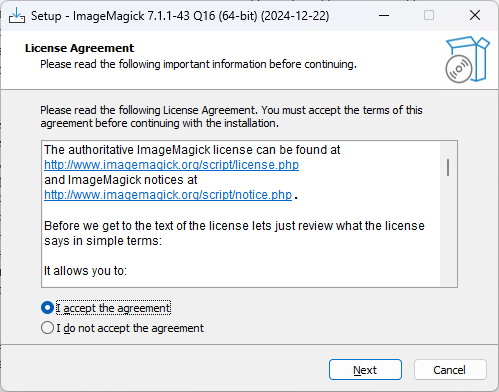 Setup - ImageMagick 7.1.1-43 Q16 (64-bit) (2024-12-22)
License Agreement
Please read the following important information before continuing.
Please read the following License Agreement. You must accept the terms of this
agreement before continuing with the installation.
The authoritative ImageMagick license can be found at
http://www.imagemagick.org/script/license.php
and ImageMagick notices at
http://www.imagemagick.org/script/notice.php .
Before we get to the text of the license lets just review what the license
says in simple terms:
It allows you to:
I accept the agreement
I do not accept the agreement
Next
Cancel